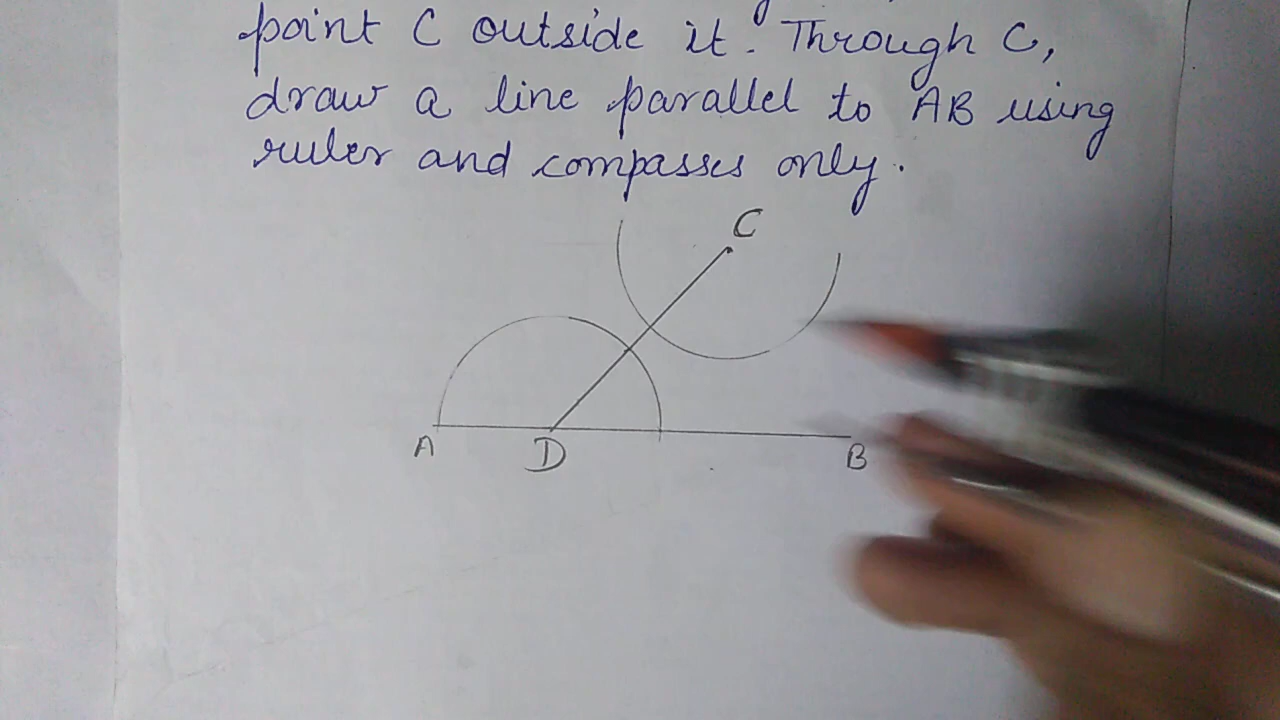 point C outside it. Through C,
draw a line parallel to AB using
ruler and compasses only.
C
A
D
B